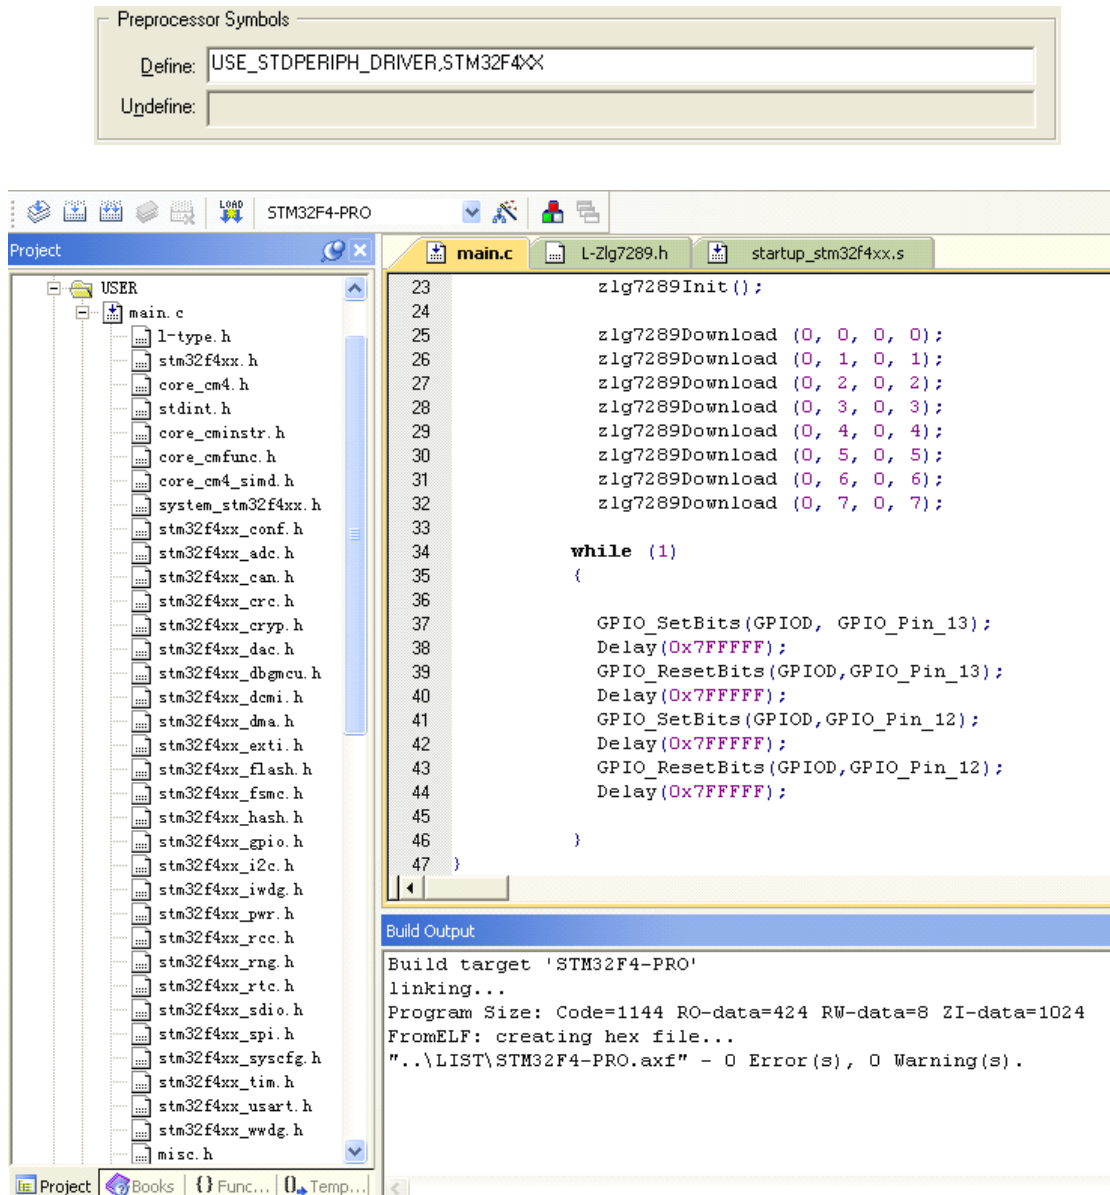 Preprocessor Symbols
Define: USE_STDPERIPH_DRIVER,STM32F4XX
Undefine:
LOAD
STM32F4-PRO
Project
USER
main.c
l-type.h
stm32f4xx.h
core_cm4.h
stdint.h
core_cminstr.h
core_cmfunc.h
core_cm4_simd.h
system_stm32f4xx.h
stm32f4xx_conf.h
stm32f4xx_adc.h
stm32f4xx_can.h
stm32f4xx_crc.h
stm32f4xx_cryp.h
stm32f4xx_dac.h
stm32f4xx_dbgmcu.h
stm32f4xx_dcmi.h
stm32f4xx_dma.h
stm32f4xx_exti.h
stm32f4xx_flash.h
stm32f4xx_fsmc.h
stm32f4xx_hash.h
stm32f4xx_gpio.h
stm32f4xx_i2c.h
stm32f4xx_iwdg.h
stm32f4xx_pwr.h
stm32f4xx_rcc.h
stm32f4xx_rng.h
stm32f4xx_rtc.h
stm32f4xx_sdio.h
stm32f4xx_spi.h
stm32f4xx_syscfg.h
stm32f4xx_tim.h
stm32f4xx_usart.h
stm32f4xx_wwdg.h
misc.h
Project Books {} Func... 0 Temp...
main.c L-Zlg7289.h startup_stm32f4xx.s
23 zlg7289Init();
24
25 zlg7289Download (0, 0, 0, 0);
26 zlg7289Download (0, 1, 0, 1);
27 zlg7289Download (0, 2, 0, 2);
28 zlg7289Download (0, 3, 0, 3);
29 zlg7289Download (0, 4, 0, 4);
30 zlg7289Download (0, 5, 0, 5);
31 zlg7289Download (0, 6, 0, 6);
32 zlg7289Download (0, 7, 0, 7);
33
34 while (1)
35 {
36
37 GPIO_SetBits(GPIOD, GPIO_Pin_13);
38 Delay(0x7FFFFF);
39 GPIO_ResetBits(GPIOD,GPIO_Pin_13);
40 Delay(0x7FFFFF);
41 GPIO_SetBits(GPIOD,GPIO_Pin_12);
42 Delay(0x7FFFFF);
43 GPIO_ResetBits(GPIOD,GPIO_Pin_12);
44 Delay(0x7FFFFF);
45
46 }
47 }
Build Output
Build target 'STM32F4-PRO'
linking...
Program Size: Code=1144 RO-data=424 RW-data=8 ZI-data=1024
FromELF: creating hex file...
"..\LIST\STM32F4-PRO.axf" - 0 Error(s), 0 Warning(s).